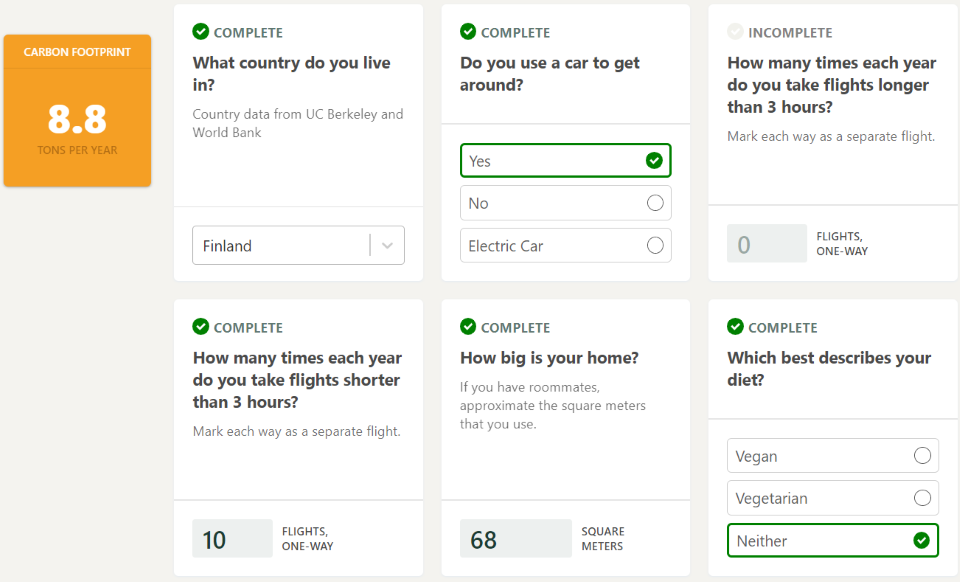 CARBON FOOTPRINT
8.8
TONS PER YEAR
COMPLETE
What country do you live
in?
Country data from UC Berkeley and
World Bank
Finland
COMPLETE
Do you use a car to get
around?
Yes
No
Electric Car
INCOMPLETE
How many times each year
do you take flights longer
than 3 hours?
Mark each way as a separate flight.
0
FLIGHTS,
ONE-WAY
COMPLETE
How many times each year
do you take flights shorter
than 3 hours?
Mark each way as a separate flight.
10
FLIGHTS,
ONE-WAY
COMPLETE
How big is your home?
If you have roommates,
approximate the square meters
that you use.
68
SQUARE
METERS
COMPLETE
Which best describes your
diet?
Vegan
Vegetarian
Neither